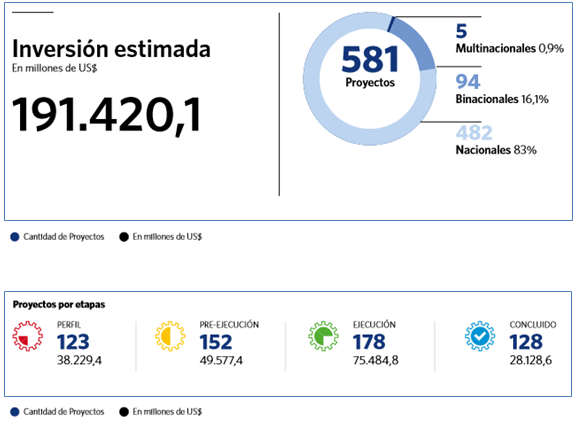 Inversión estimada
En millones de US$
191.420,1
581
Proyectos
5
Multinacionales 0,9%
94
Binacionales 16,1%
482
Nacionales 83%
Cantidad de Proyectos En millones de US$
Proyectos por etapas
PERFIL
123
38.229,4
PRE-EJECUCIÓN
152
49.577,4
EJECUCIÓN
178
75.484,8
CONCLUIDO
128
28.128,6
Cantidad de Proyectos En millones de US$